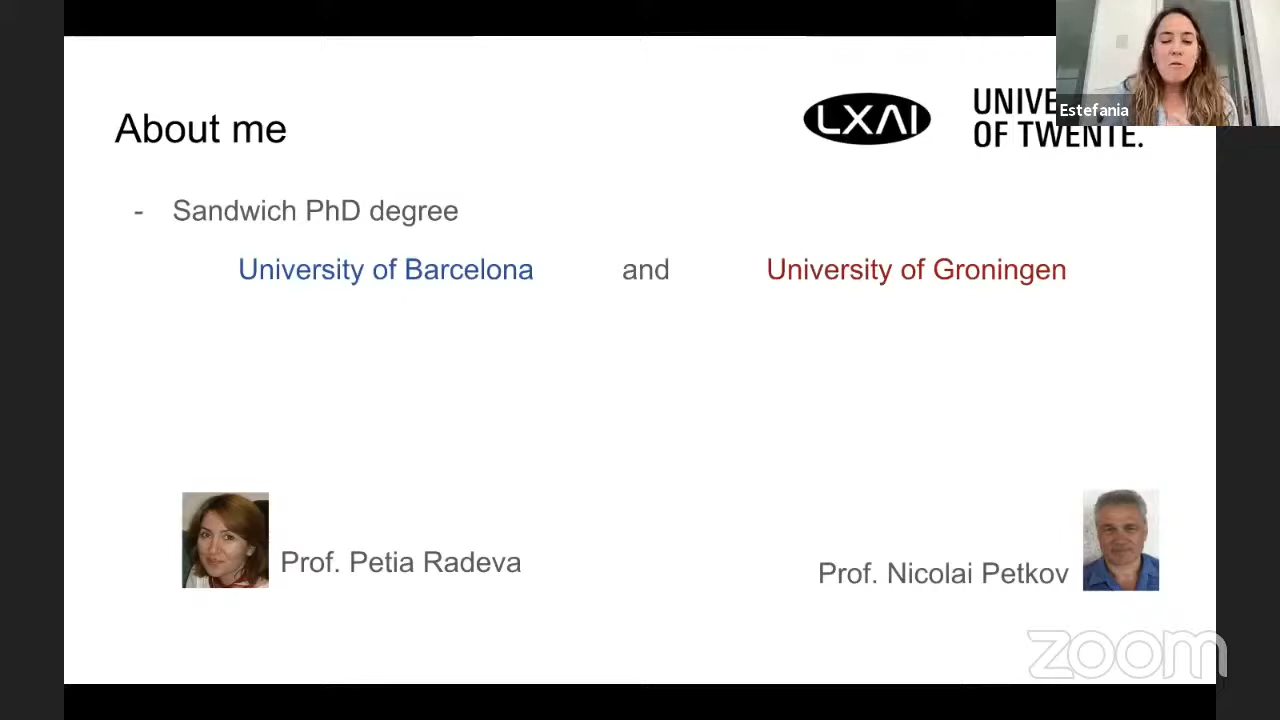 Estefania
LXAI
UNIVE
OF TWENTE.
About me
- Sandwich PhD degree
University of Barcelona and University of Groningen
Prof. Petia Radeva
Prof. Nicolai Petkov
zoom